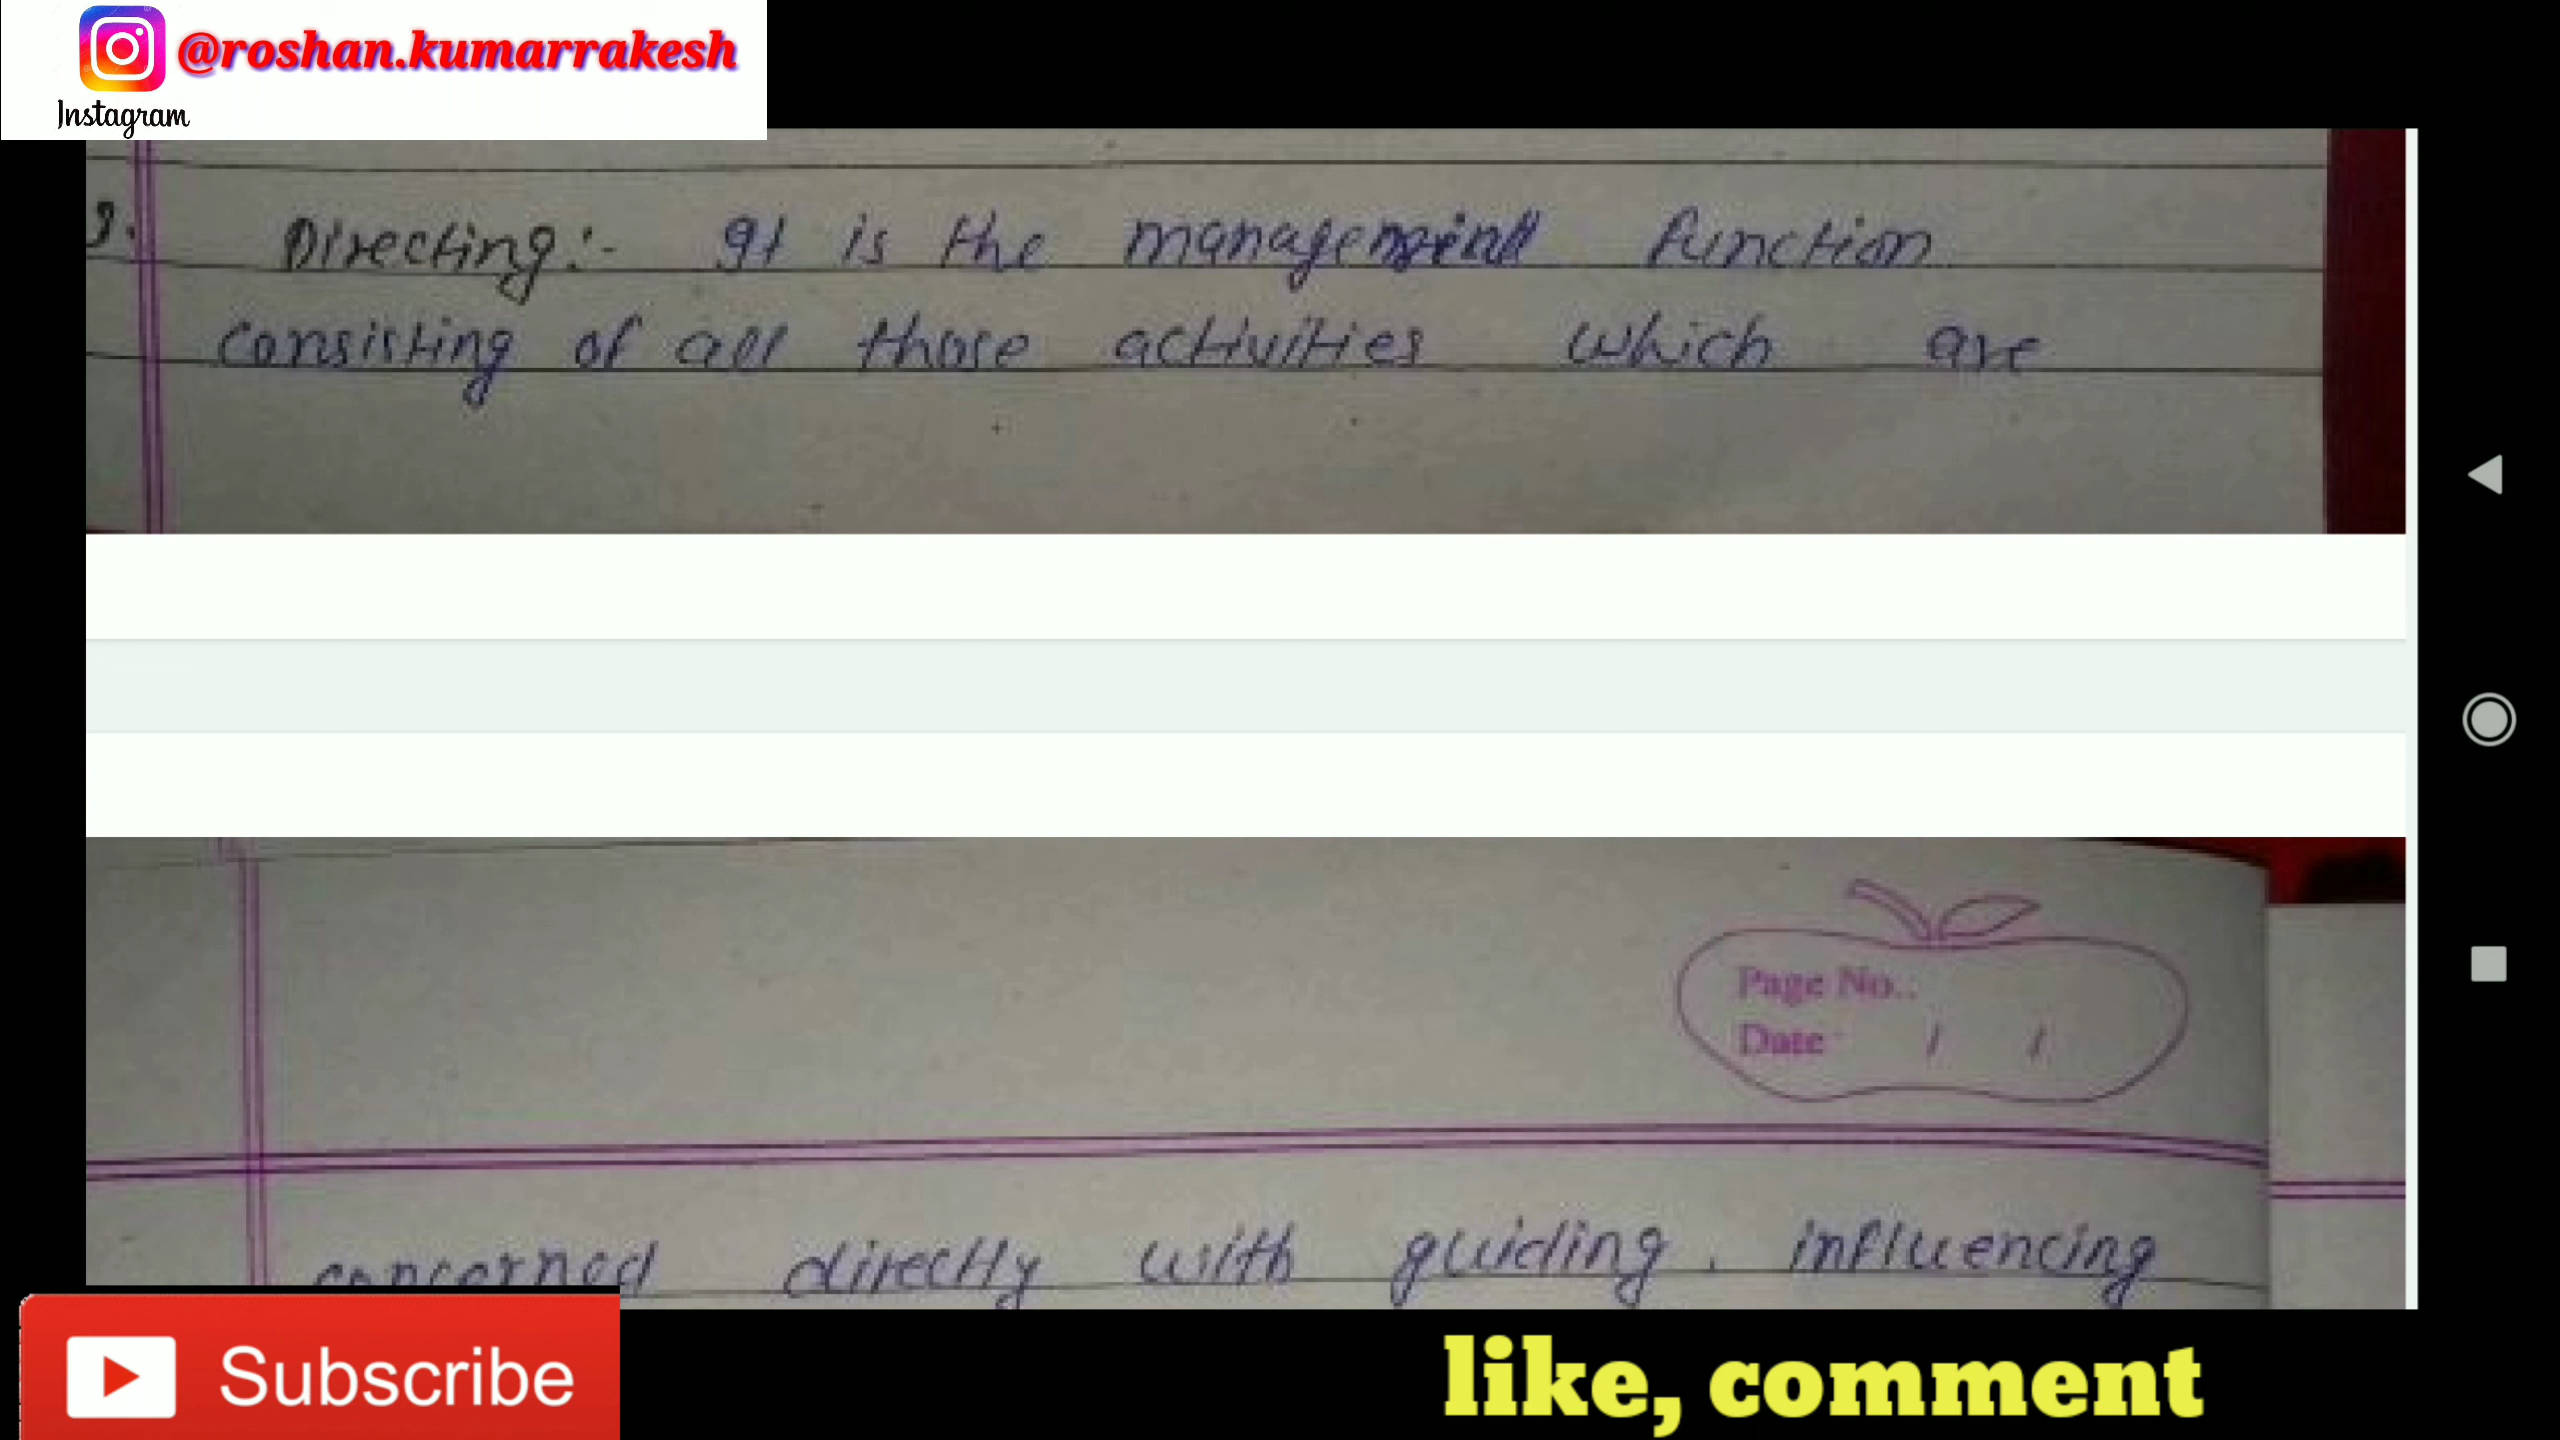 @roshan.kumarrakesh
Instagram
Directing:- It is the management function
consisting of all those activities which are
Page No.:
Date / /
concerned directly with guiding, influencing
Subscribe
like, comment